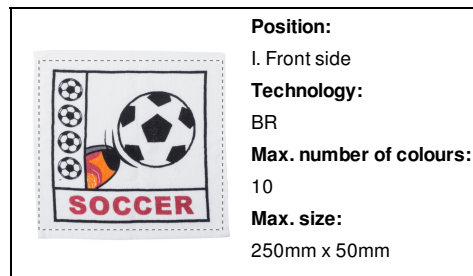 SOCCER
Position:
I. Front side
Technology:
BR
Max. number of colours:
10
Max. size:
250mm x 50mm